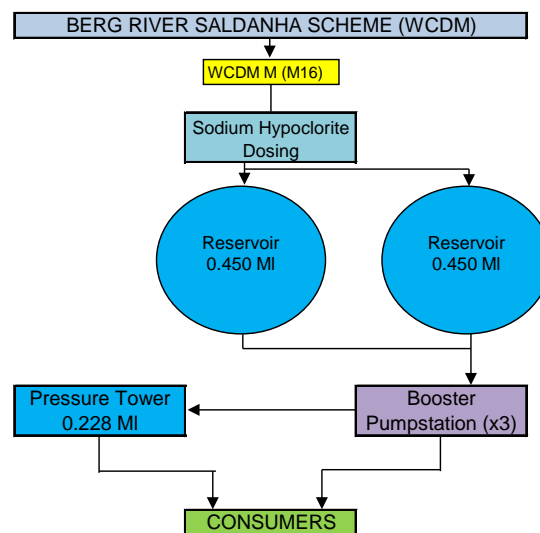 BERG RIVER SALDANHA SCHEME (WCDM)
WCDM M (M16)
Sodium Hypoclorite
Dosing
Reservoir
0.450 Ml
Reservoir
0.450 Ml
Pressure Tower
0.228 Ml
Booster
Pumpstation (x3)
CONSUMERS